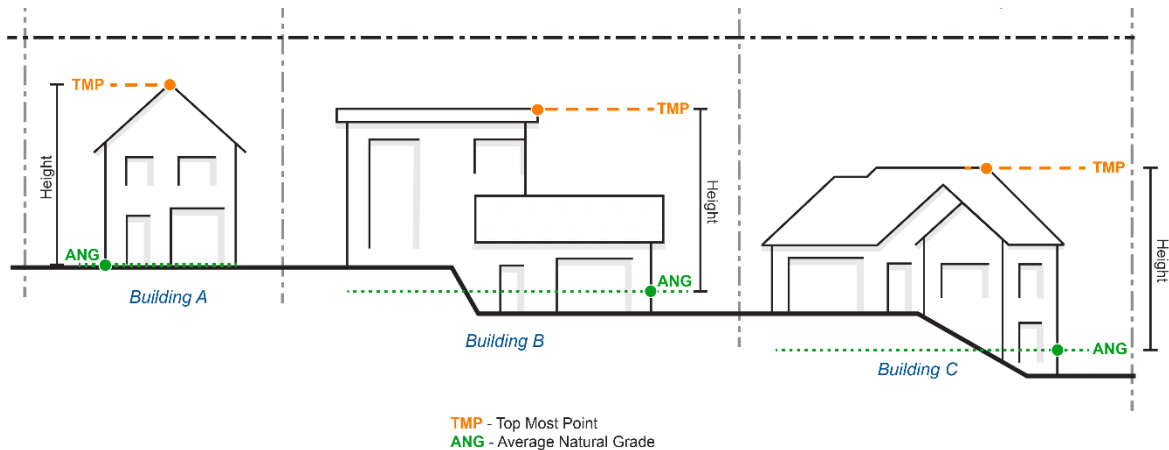 TMP
Height
ANG
Building A
TMP
Height
ANG
Building B
TMP
Height
ANG
Building C
TMP - Top Most Point
ANG - Average Natural Grade